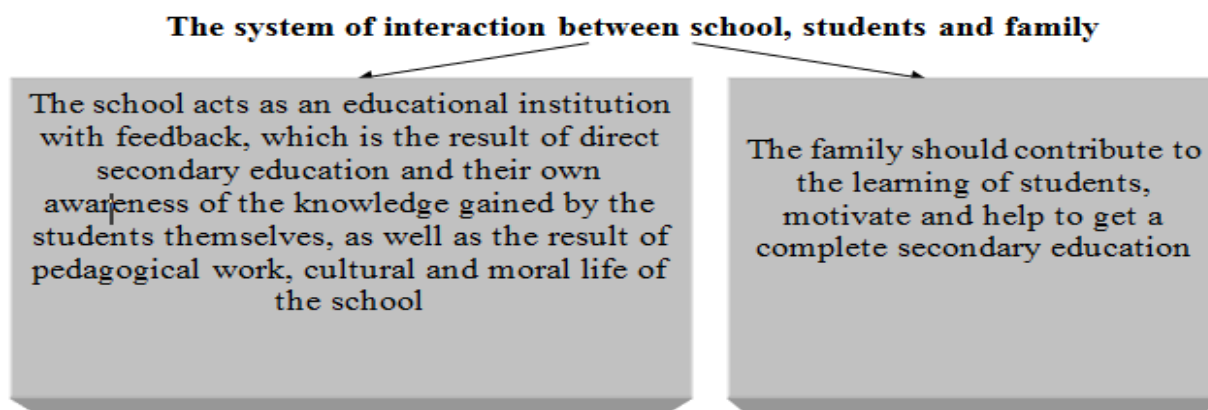 The system of interaction between school, students and family
The school acts as an educational institution
with feedback, which is the result of direct
secondary education and their own
awareness of the knowledge gained by the
students themselves, as well as the result of
pedagogical work, cultural and moral life of
the school
The family should contribute to
the learning of students,
motivate and help to get a
complete secondary education